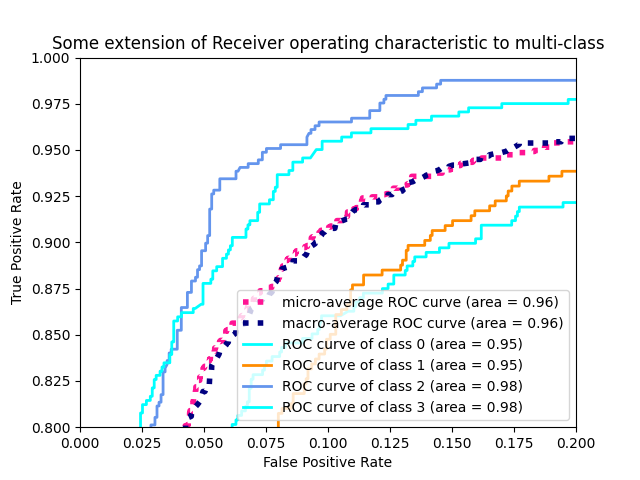 Some extension of Receiver operating characteristic to multi-class
1.000
0.975
0.950
0.925
0.900
0.875
0.850
0.825
0.800
True Positive Rate
micro-average ROC curve (area = 0.96)
macro-average ROC curve (area = 0.96)
ROC curve of class 0 (area = 0.95)
ROC curve of class 1 (area = 0.95)
ROC curve of class 2 (area = 0.98)
ROC curve of class 3 (area = 0.98)
0.000 0.025 0.050 0.075 0.100 0.125 0.150 0.175 0.200
False Positive Rate